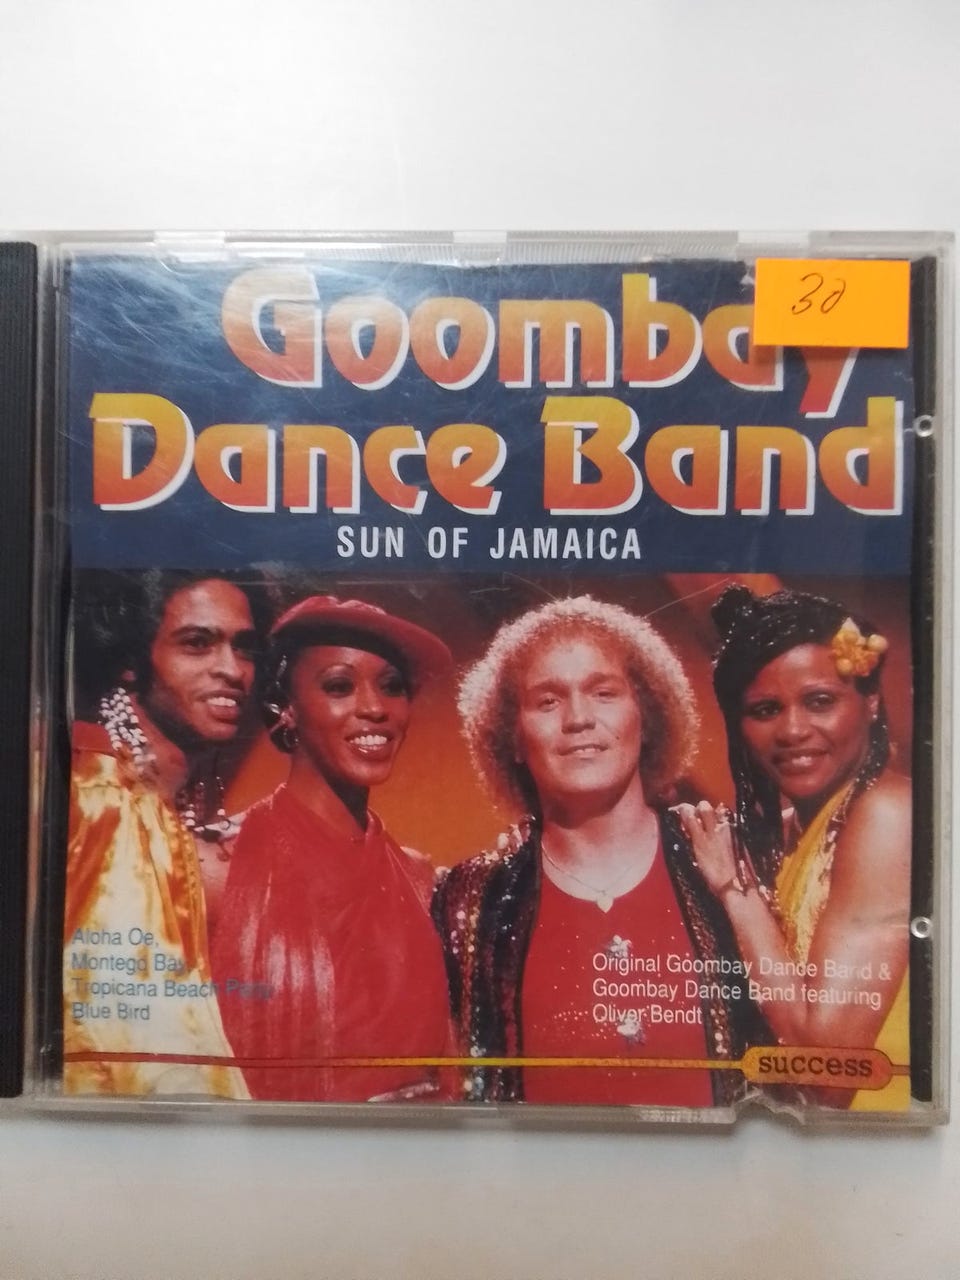 Goombay
30
Dance Band
SUN OF JAMAICA
Aloha Oe,
Montego Bay,
Tropicana Beach Party
Blue Bird
Original Goombay Dance Band &
Goombay Dance Band featuring
Oliver Bendt
success